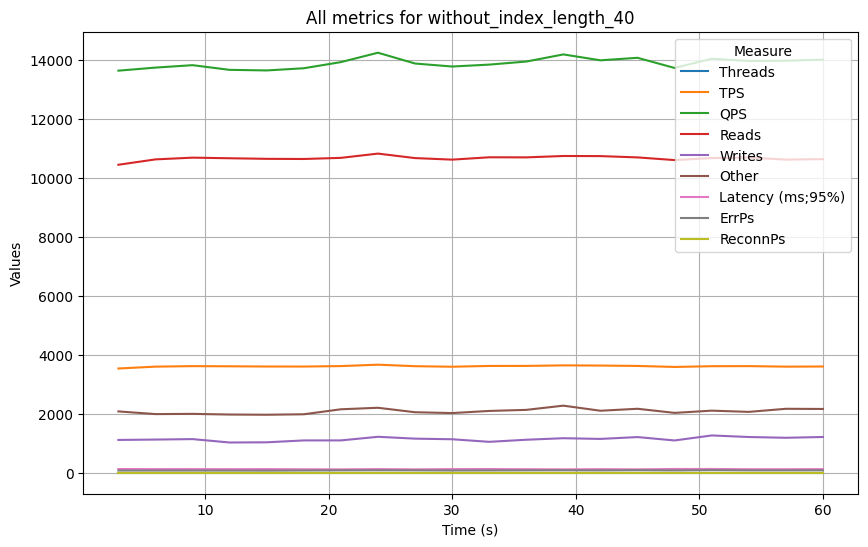 All metrics for without_index_length_40
Measure
Threads
TPS
QPS
Reads
Writes
Other
Latency (ms;95%)
ErrPs
ReconnPs
14000
12000
10000
8000
6000
4000
2000
0
Values
10
20
30
40
50
60
Time (s)